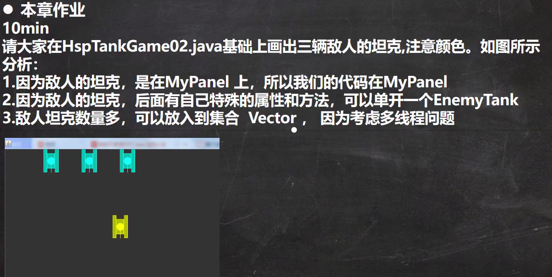 ● 本章作业
10min
请大家在HspTankGame02.java基础上画出三辆敌人的坦克,注意颜色。如图所示
分析：
1.因为敌人的坦克，是在MyPanel 上，所以我们的代码在MyPanel
2.因为敌人的坦克，后面有自己特殊的属性和方法，可以单开一个EnemyTank
3.敌人坦克数量多，可以放入到集合 Vector ， 因为考虑多线程问题